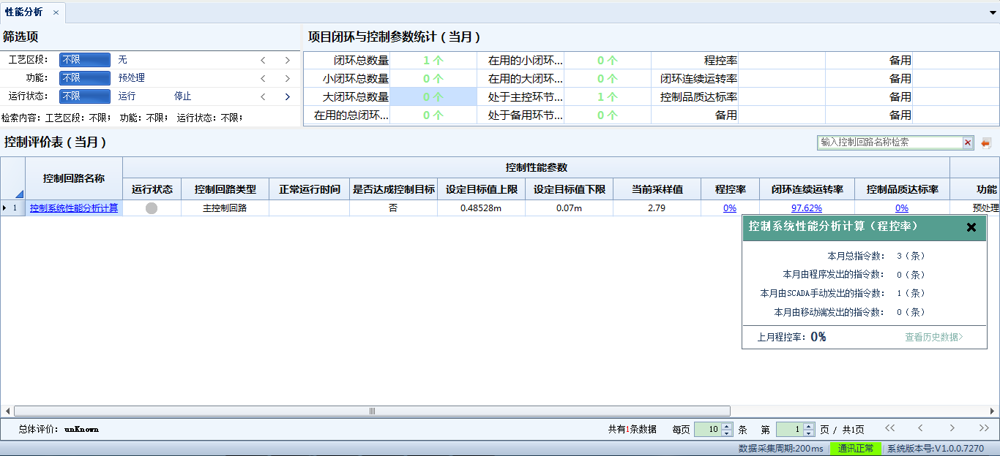 性能分析
筛选项
工艺区段： 不限 无
功能： 不限 预处理
运行状态： 不限 运行 停止
检索内容：工艺区段：不限； 功能：不限； 运行状态：不限；
项目闭环与控制参数统计（当月）
闭环总数量 1 个 在用的小闭环... 0 个 程控率 备用
小闭环总数量 0 个 在用的大闭环... 0 个 闭环连续运转率 备用
大闭环总数量 0 个 处于主控环节... 1 个 控制品质达标率 备用
在用的总闭环... 0 个 处于备用环节... 0 个 备用 备用
控制评价表（当月）
输入控制回路名称检索
控制回路名称 控制性能参数
运行状态 控制回路类型 正常运行时间 是否达成控制目标 设定目标值上限 设定目标值下限 当前采样值 程控率 闭环连续运转率 控制品质达标率 功能
1 控制系统性能分析计算 主控制回路 否 0.48528m 0.07m 2.79 0% 97.62% 0% 预处理
控制系统性能分析计算（程控率）
本月总指令数： 3（条）
本月由程序发出的指令数： 0（条）
本月由SCADA手动发出的指令数： 1（条）
本月由移动端发出的指令数： 0（条）
上月程控率：0% 查看历史数据>
总体评价： unKnown
共有1条数据 每页 10 条 第 1 页 / 共1页
数据采集周期:200ms 通讯正常 系统版本号:V1.0.0.7270